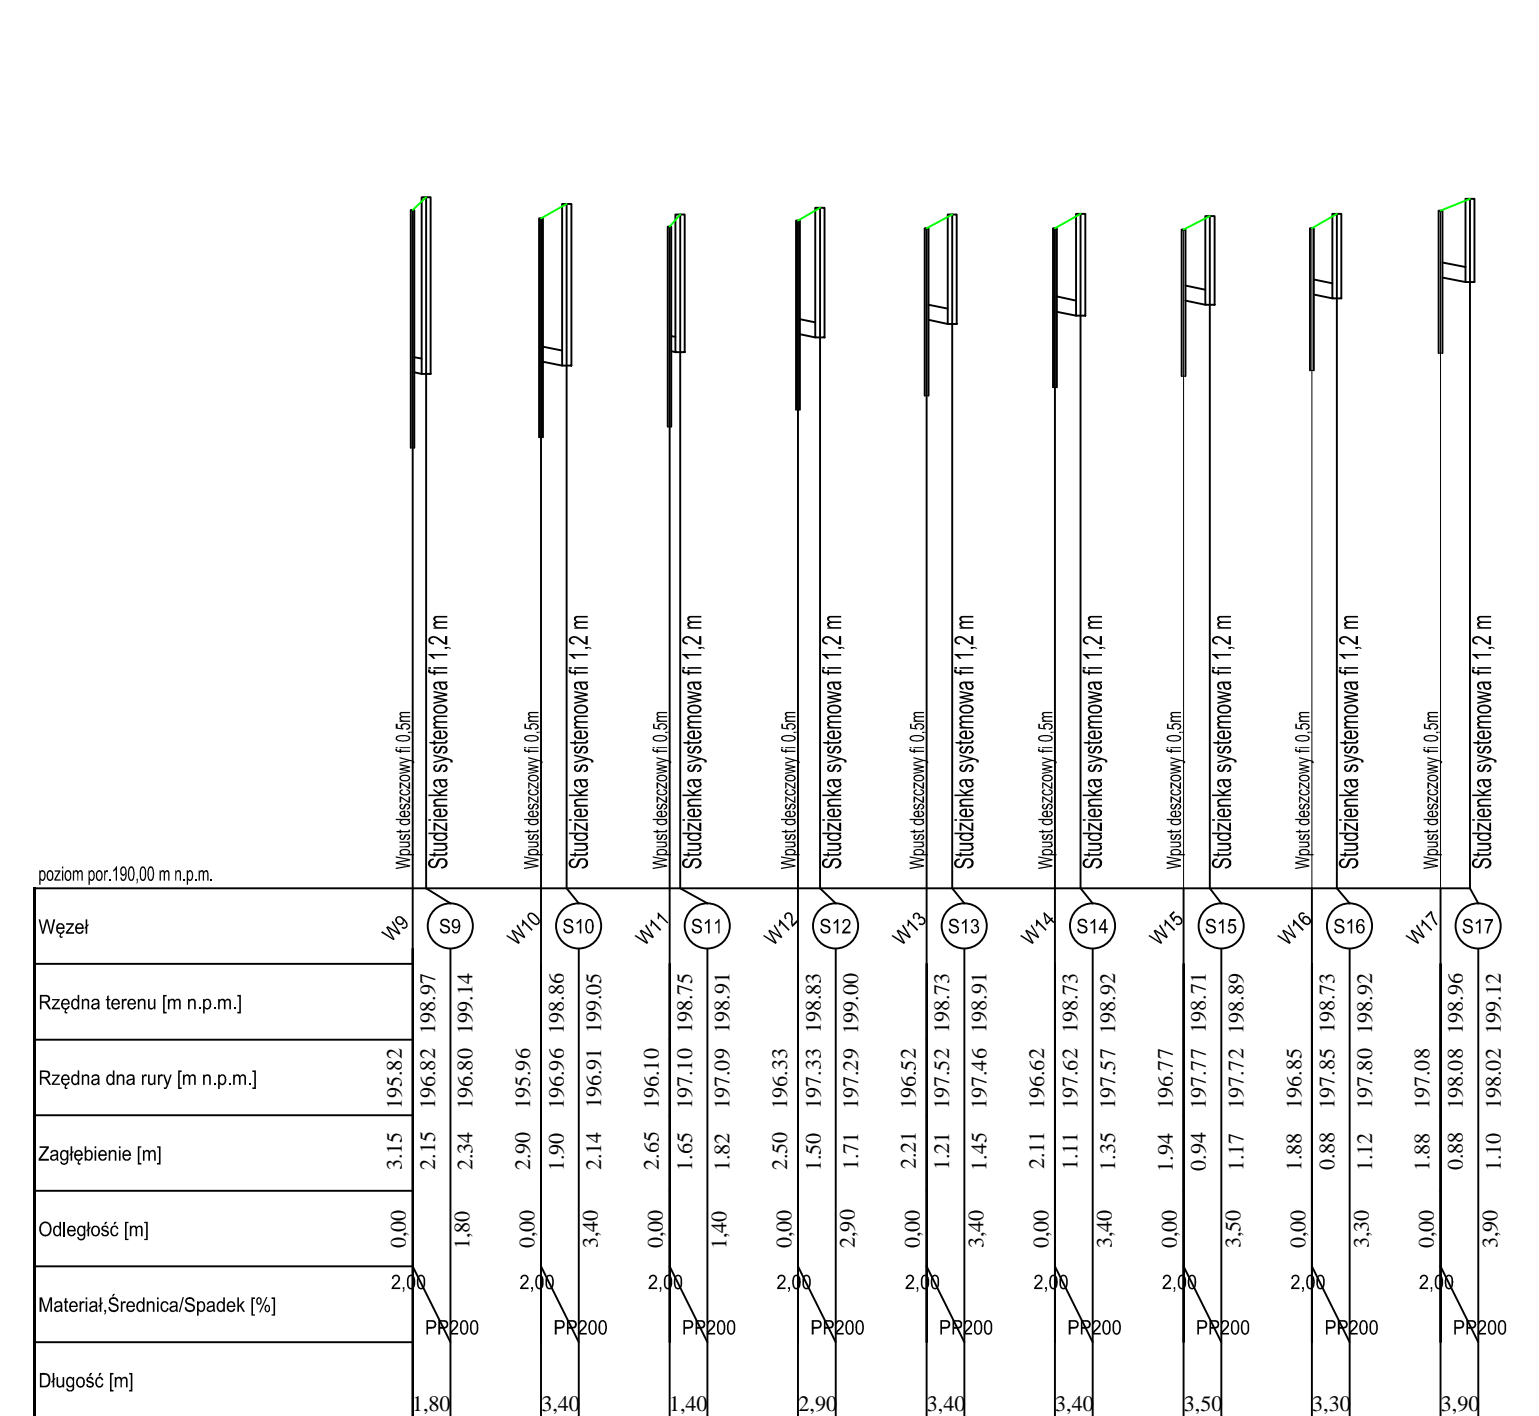 Wpust deszczowy fi 0,5m
Studzienka systemowa fi 1,2 m
Wpust deszczowy fi 0,5m
Studzienka systemowa fi 1,2 m
Wpust deszczowy fi 0,5m
Studzienka systemowa fi 1,2 m
Wpust deszczowy fi 0,5m
Studzienka systemowa fi 1,2 m
Wpust deszczowy fi 0,5m
Studzienka systemowa fi 1,2 m
Wpust deszczowy fi 0,5m
Studzienka systemowa fi 1,2 m
Wpust deszczowy fi 0,5m
Studzienka systemowa fi 1,2 m
Wpust deszczowy fi 0,5m
Studzienka systemowa fi 1,2 m
Wpust deszczowy fi 0,5m
Studzienka systemowa fi 1,2 m
poziom por.190,00 m n.p.m.
Węzeł W9 S9 W10 S10 W11 S11 W12 S12 W13 S13 W14 S14 W15 S15 W16 S16 W17 S17
Rzędna terenu [m n.p.m.] 198.97 199.14 198.86 199.05 198.75 198.91 198.83 199.00 198.73 198.91 198.73 198.92 198.71 198.89 198.73 198.92 198.96 199.12
Rzędna dna rury [m n.p.m.] 195.82 196.82 196.80 195.96 196.96 196.91 196.10 197.10 197.09 196.33 197.33 197.29 196.52 197.52 197.46 196.62 197.62 197.57 196.77 197.77 197.72 196.85 197.85 197.80 197.08 198.08 198.02
Zagłębienie [m] 3.15 2.15 2.34 2.90 1.90 2.14 2.65 1.65 1.82 2.50 1.50 1.71 2.21 1.21 1.45 2.11 1.11 1.35 1.94 0.94 1.17 1.88 0.88 1.12 1.88 0.88 1.10
Odległość [m] 0,00 1,80 0,00 3,40 0,00 1,40 0,00 2,90 0,00 3,40 0,00 3,40 0,00 3,50 0,00 3,30 0,00 3,90
Materiał,Średnica/Spadek [%] 2,00 PP200 2,00 PP200 2,00 PP200 2,00 PP200 2,00 PP200 2,00 PP200 2,00 PP200 2,00 PP200 2,00 PP200
Długość [m] 1,80 3,40 1,40 2,90 3,40 3,40 3,50 3,30 3,90